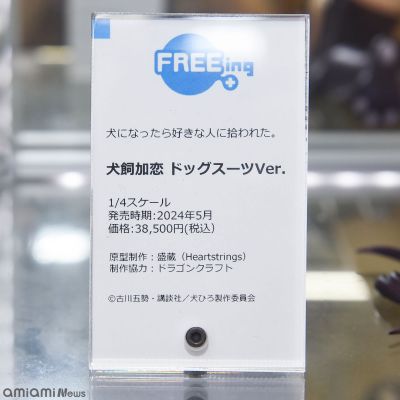 FREEing
犬になったら好きな人に拾われた。
犬飼加恋 ドッグスーツVer.
1/4スケール
発売時期:2024年5月
価格:38,500円(税込)
原型制作：盛蔵（Heartstrings）
制作協力：ドラゴンクラフト
©古川五勢・講談社／犬ひろ製作委員会
amiami News